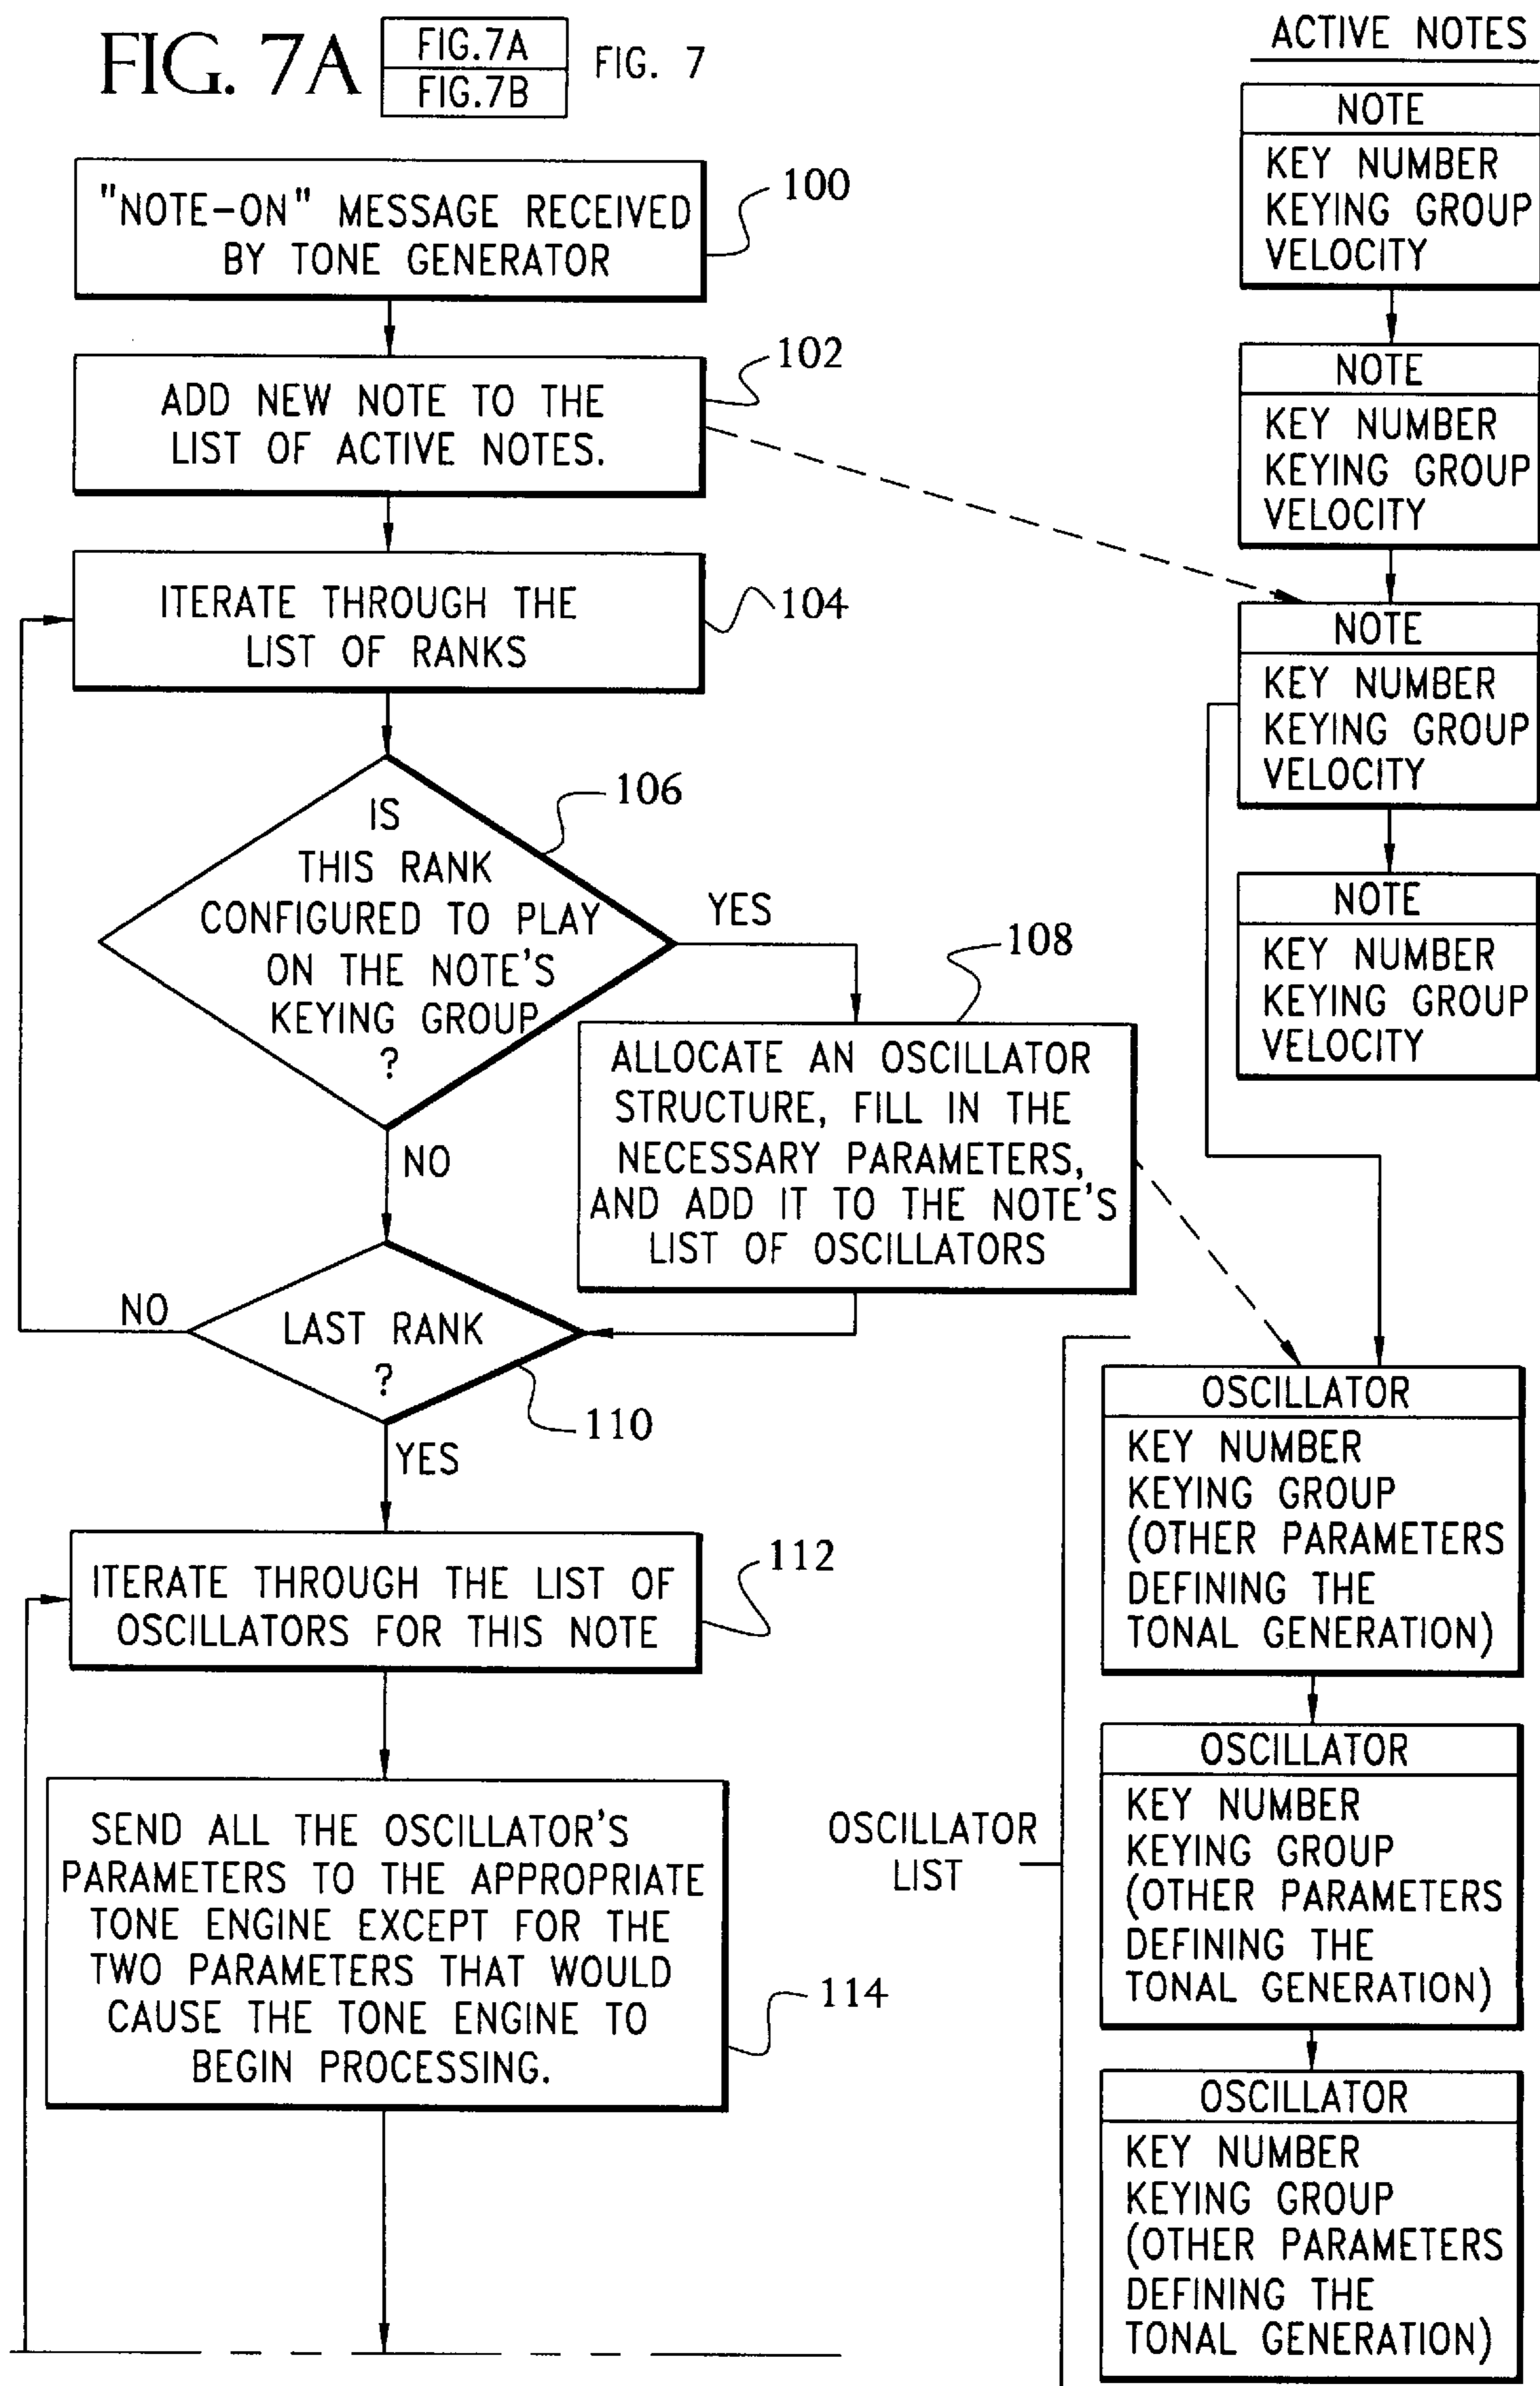 FIG. 7A
FIG.7A
FIG.7B
FIG. 7
"NOTE-ON" MESSAGE RECEIVED
BY TONE GENERATOR
100
ADD NEW NOTE TO THE
LIST OF ACTIVE NOTES.
102
ITERATE THROUGH THE
LIST OF RANKS
104
IS
THIS RANK
CONFIGURED TO PLAY
ON THE NOTE'S
KEYING GROUP
?
106
YES
NO
108
ALLOCATE AN OSCILLATOR
STRUCTURE, FILL IN THE
NECESSARY PARAMETERS,
AND ADD IT TO THE NOTE'S
LIST OF OSCILLATORS
NO
LAST RANK
?
110
YES
ITERATE THROUGH THE LIST OF
OSCILLATORS FOR THIS NOTE
112
SEND ALL THE OSCILLATOR'S
PARAMETERS TO THE APPROPRIATE
TONE ENGINE EXCEPT FOR THE
TWO PARAMETERS THAT WOULD
CAUSE THE TONE ENGINE TO
BEGIN PROCESSING.
114
ACTIVE NOTES
NOTE
KEY NUMBER
KEYING GROUP
VELOCITY
NOTE
KEY NUMBER
KEYING GROUP
VELOCITY
NOTE
KEY NUMBER
KEYING GROUP
VELOCITY
NOTE
KEY NUMBER
KEYING GROUP
VELOCITY
OSCILLATOR
LIST
OSCILLATOR
KEY NUMBER
KEYING GROUP
(OTHER PARAMETERS
DEFINING THE
TONAL GENERATION)
OSCILLATOR
KEY NUMBER
KEYING GROUP
(OTHER PARAMETERS
DEFINING THE
TONAL GENERATION)
OSCILLATOR
KEY NUMBER
KEYING GROUP
(OTHER PARAMETERS
DEFINING THE
TONAL GENERATION)